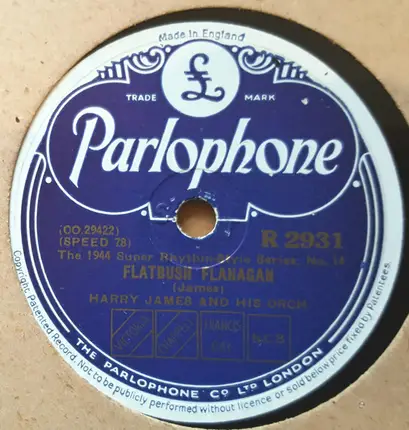 Made in England
£
TRADE MARK
Parlophone
(CO.29422)
(SPEED 78)
R 2931
The 1944 Super Rhythm-Style Series. No. 14
FLATBUSH FLANAGAN
(James)
HARRY JAMES AND HIS ORCH
THE PARLOPHONE CO LTD LONDON
Copyright. Patented Record. Not to be publicly performed without licence or sold below price fixed by Patentees.